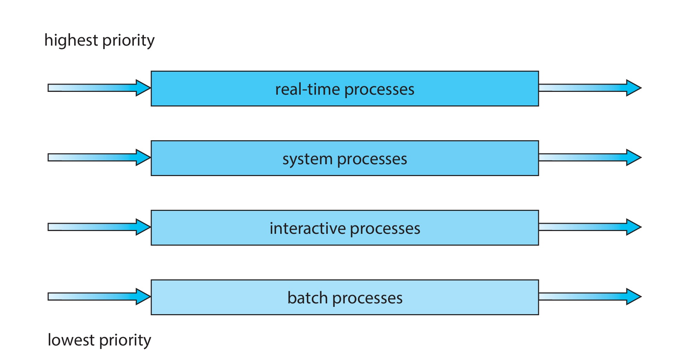 highest priority
real-time processes
system processes
interactive processes
batch processes
lowest priority